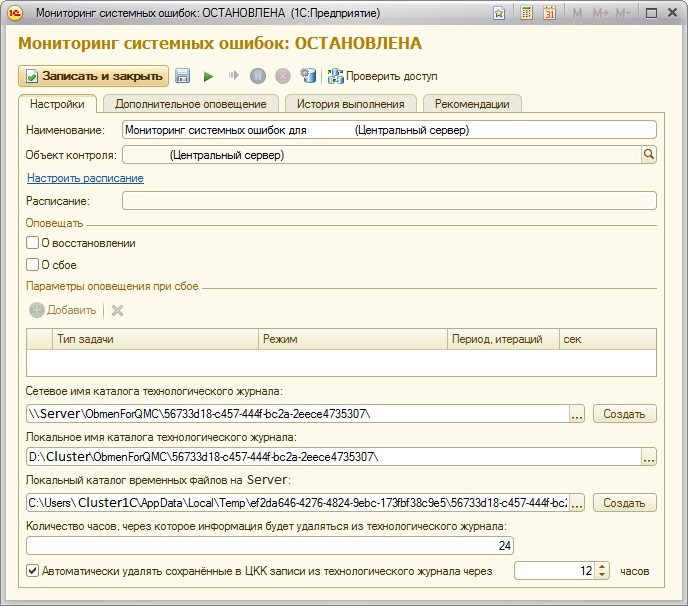 Мониторинг системных ошибок: ОСТАНОВЛЕНА (1С:Предприятие)
M M+ M-
Мониторинг системных ошибок: ОСТАНОВЛЕНА
Записать и закрыть Проверить доступ
Настройки Дополнительное оповещение История выполнения Рекомендации
Наименование: Мониторинг системных ошибок для (Центральный сервер)
Объект контроля: (Центральный сервер)
Настроить расписание
Расписание:
Оповещать
О восстановлении
О сбое
Параметры оповещения при сбое
Добавить
Тип задачи Режим Период, итераций сек
Сетевое имя каталога технологического журнала:
\\Server\ObmenForQMC\56733d18-c457-444f-bc2a-2eece4735307\ ... Создать
Локальное имя каталога технологического журнала:
D:\Cluster\ObmenForQMC\56733d18-c457-444f-bc2a-2eece4735307\ ...
Локальный каталог временных файлов на Server:
C:\Users\ Cluster1C\AppData\Local\Temp\ef2da646-4276-4824-9ebc-173fbf38c9e5\56733d18-c457-444f-bc2 ... Создать
Количество часов, через которое информация будет удаляться из технологического журнала:
24
Автоматически удалять сохранённые в ЦКК записи из технологического журнала через 12 часов